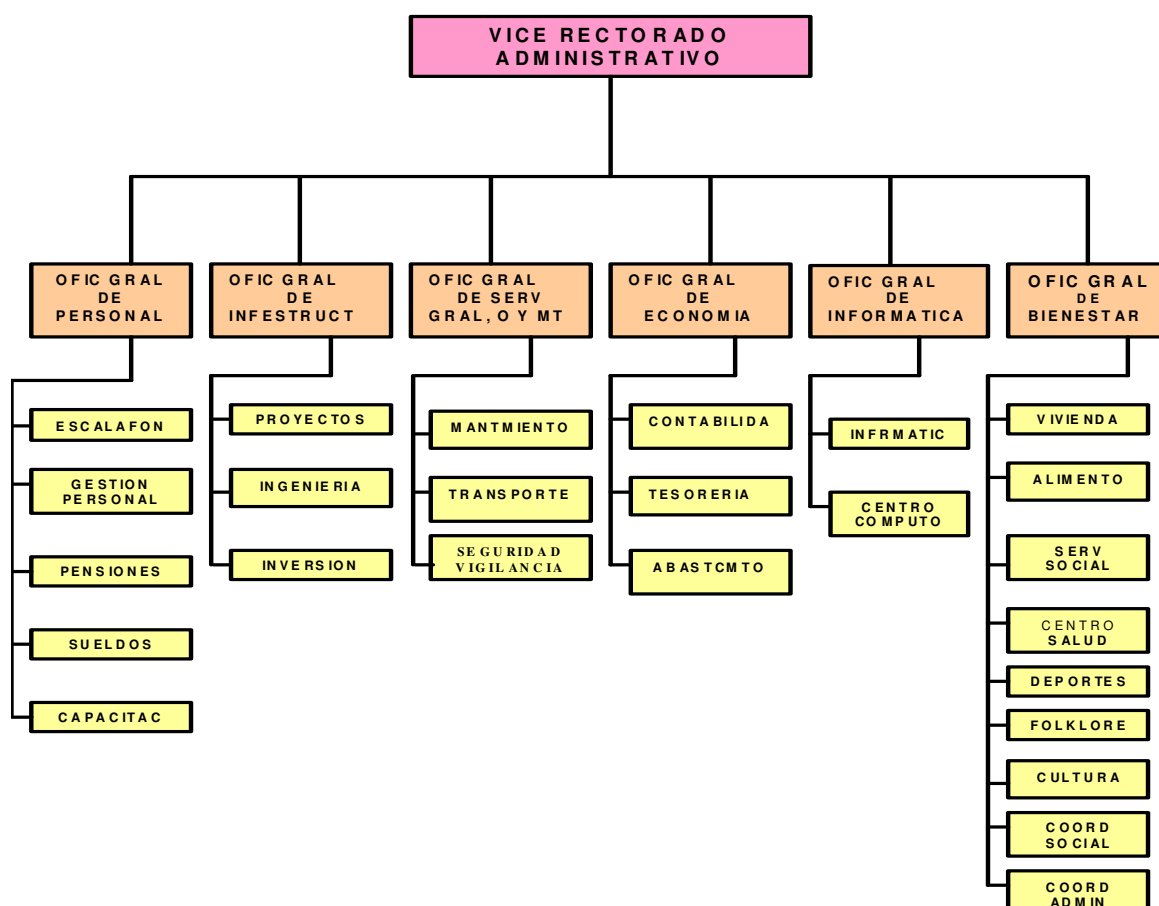 VICE RECTORADO
ADMINISTRATIVO
OFIC GRAL
DE
PERSONAL
OFIC GRAL
DE
INFESTRUCT
OFIC GRAL
DE SERV
GRAL, O Y MT
OFIC GRAL
DE
ECONOMIA
OFIC GRAL
DE
INFORMATICA
OFIC GRAL
DE
BIENESTAR
ESCALAFON
GESTION
PERSONAL
PENSIONES
SUELDOS
CAPACITAC
PROYECTOS
INGENIERIA
INVERSION
MANTMIENTO
TRANSPORTE
SEGURIDAD
VIGILANCIA
CONTABILIDA
TESORERIA
ABASTCMTO
INFRMATIC
CENTRO
COMPUTO
VIVIENDA
ALIMENTO
SERV
SOCIAL
CENTRO
SALUD
DEPORTES
FOLKLORE
CULTURA
COORD
SOCIAL
COORD
ADMIN